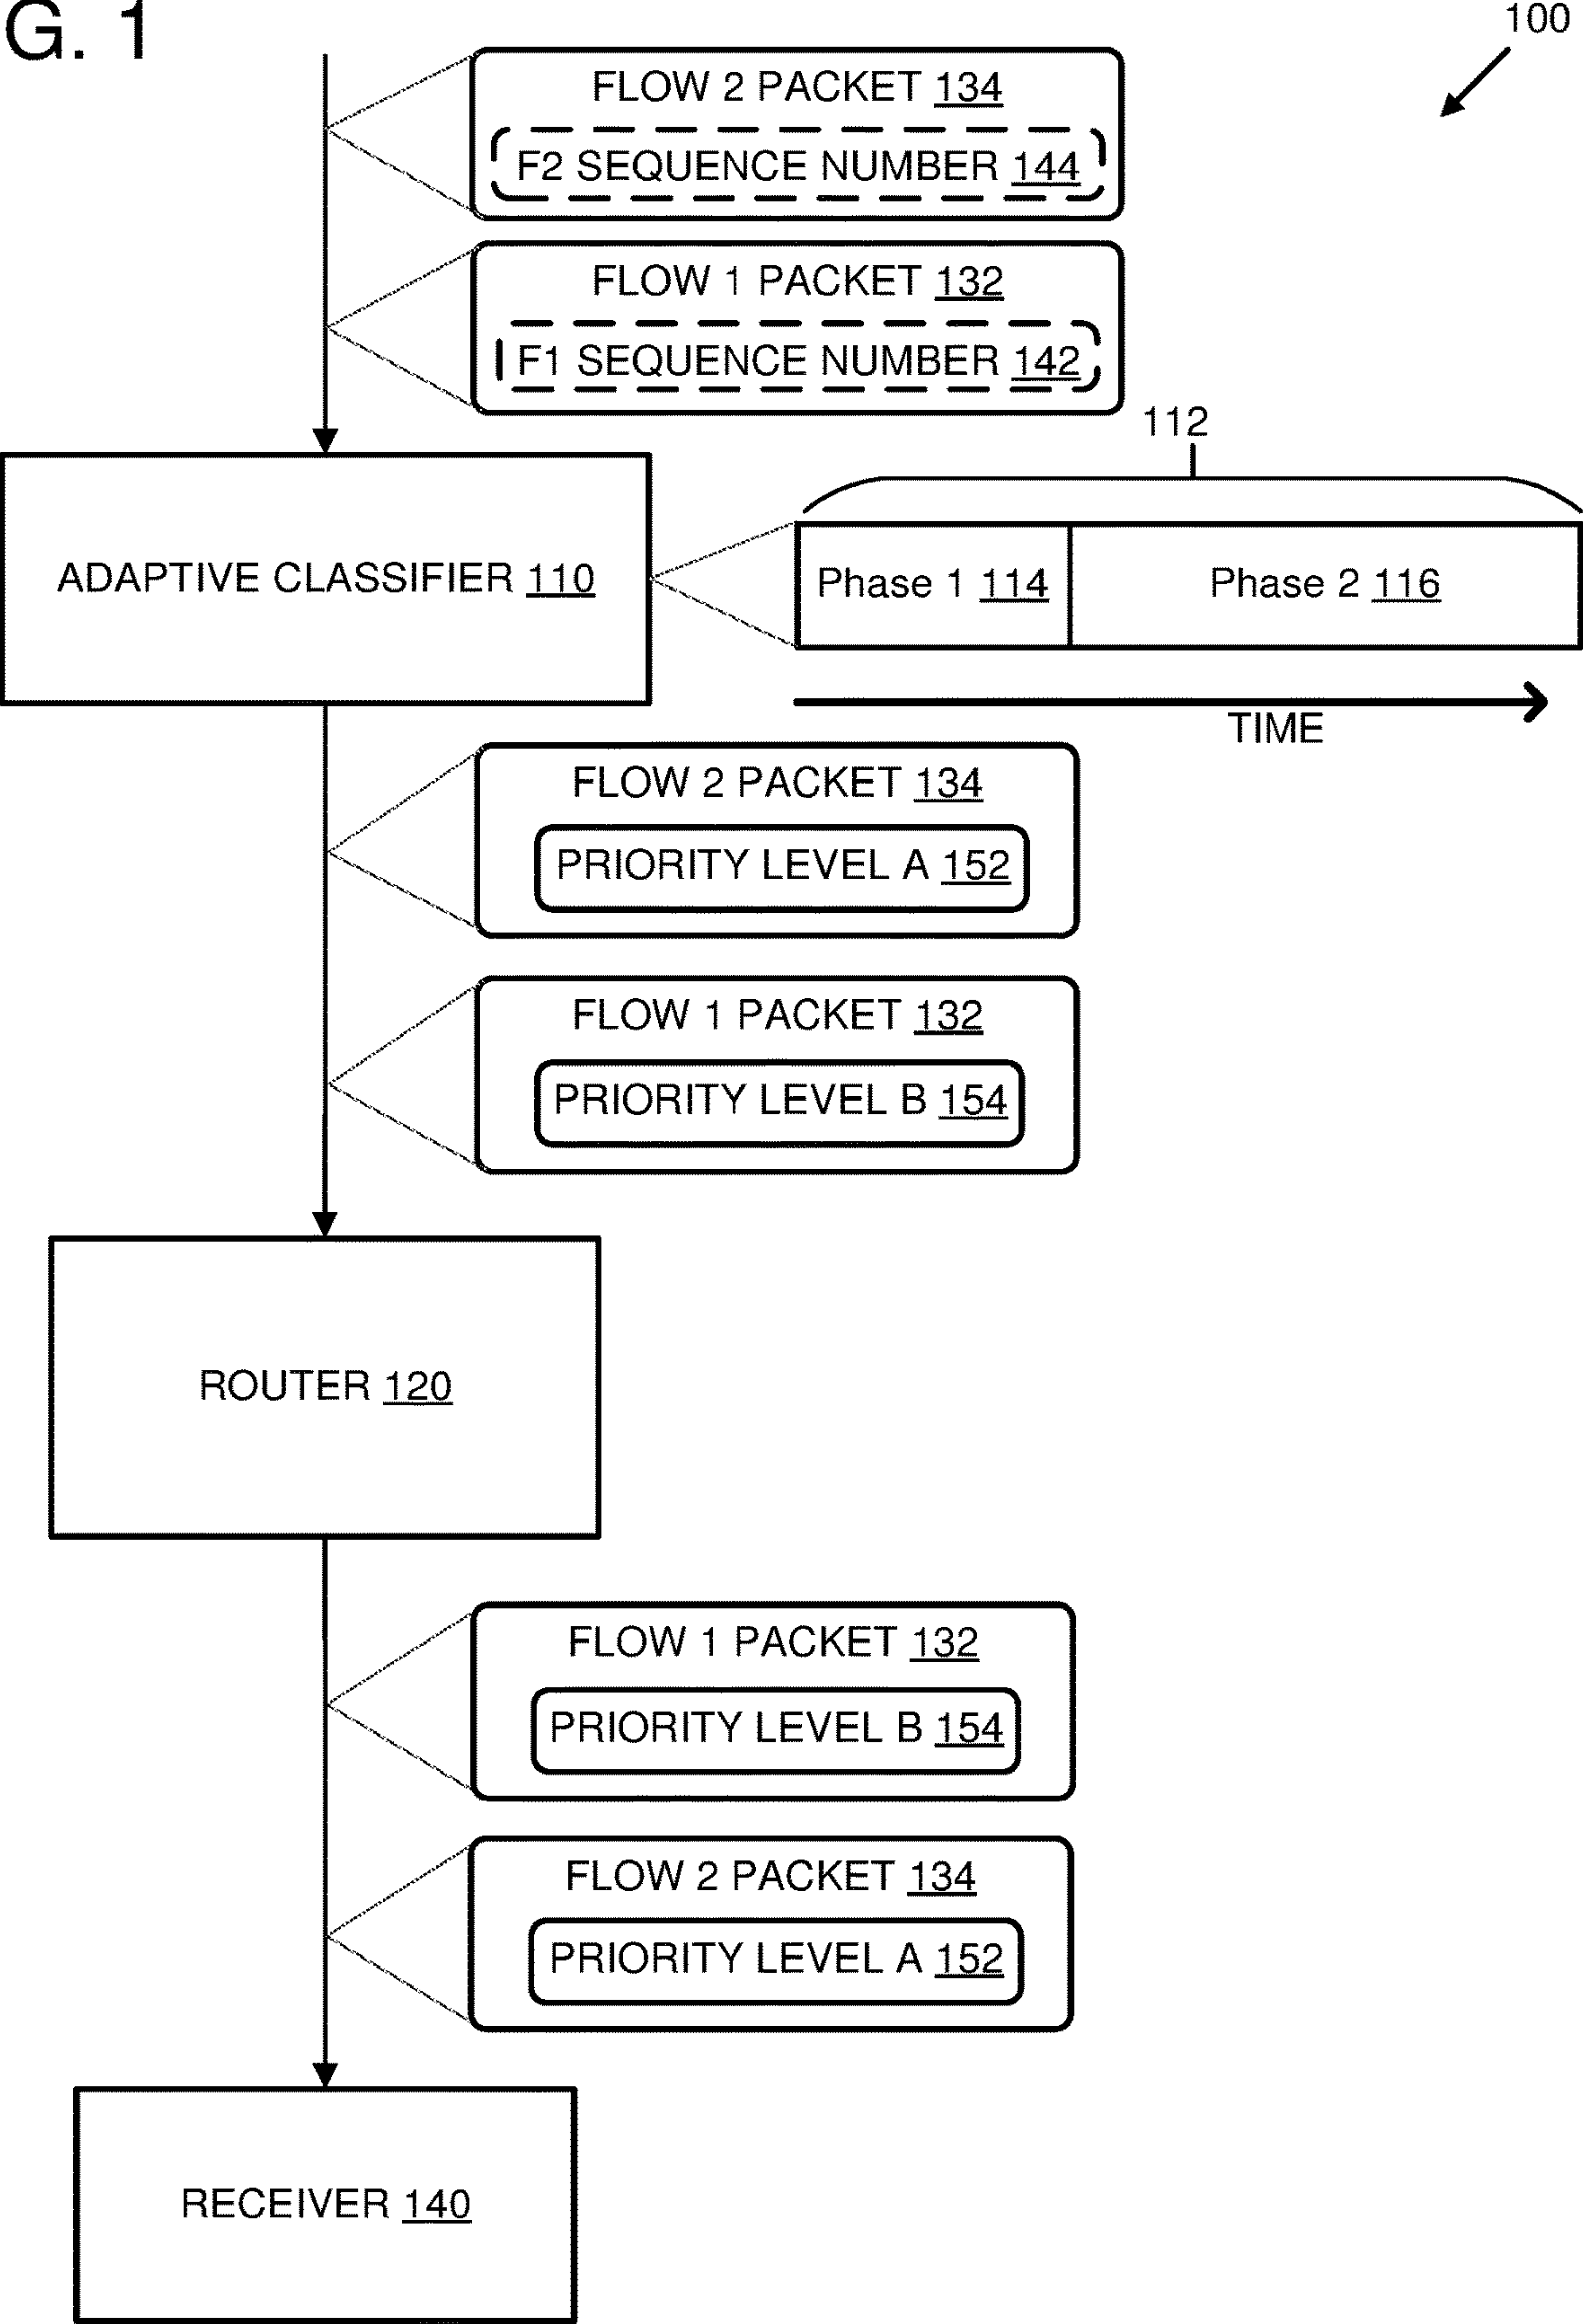 G. 1
100
FLOW 2 PACKET 134
F2 SEQUENCE NUMBER 144
FLOW 1 PACKET 132
F1 SEQUENCE NUMBER 142
112
ADAPTIVE CLASSIFIER 110
Phase 1 114
Phase 2 116
TIME
FLOW 2 PACKET 134
PRIORITY LEVEL A 152
FLOW 1 PACKET 132
PRIORITY LEVEL B 154
ROUTER 120
FLOW 1 PACKET 132
PRIORITY LEVEL B 154
FLOW 2 PACKET 134
PRIORITY LEVEL A 152
RECEIVER 140